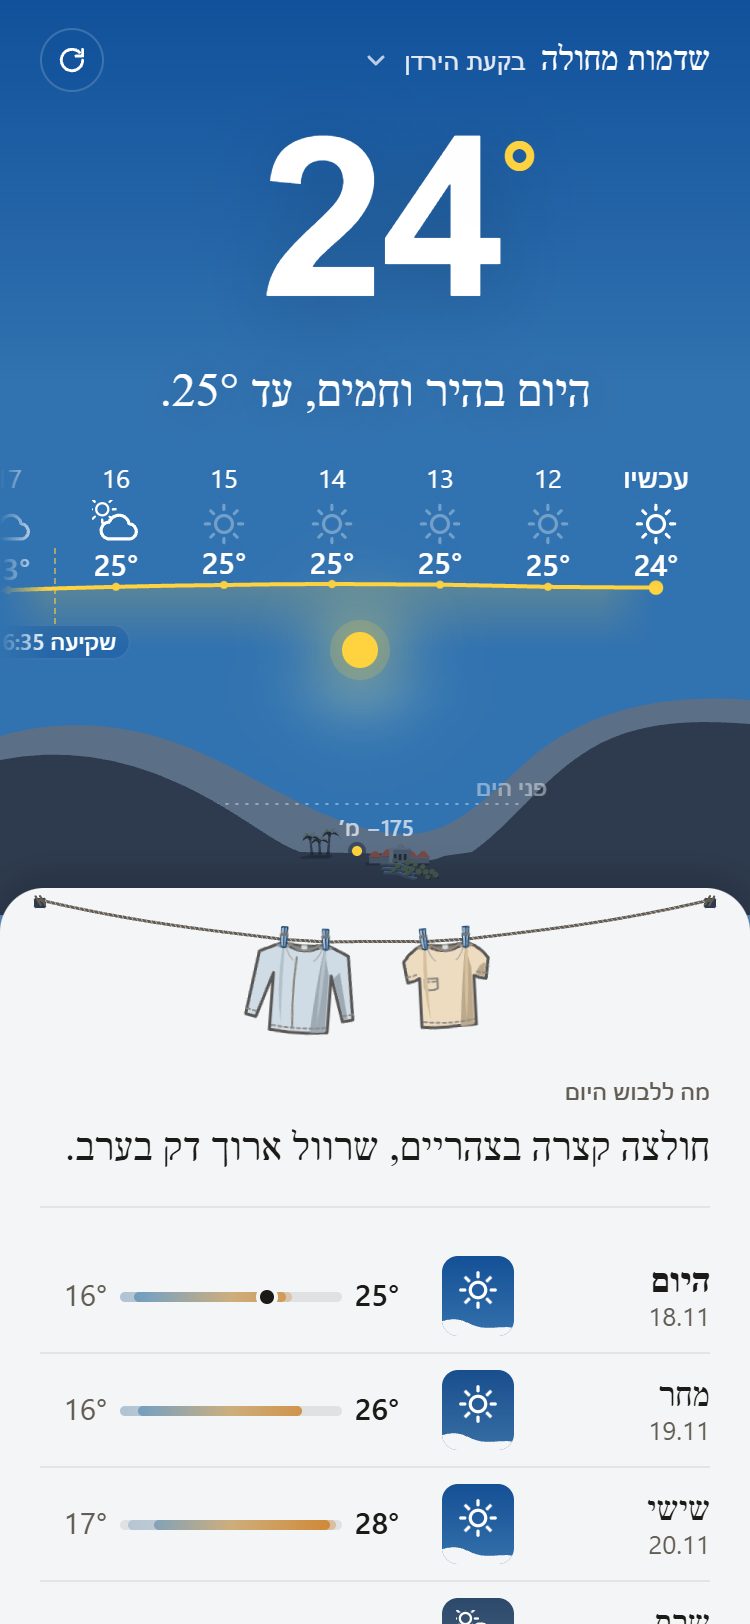 שדמות מחולה בקעת הירדן
24°
היום בהיר וחמים, עד 25°.
עכשיו 12 13 14 15 16
24° 25° 25° 25° 25° 25°
שקיעה
פני הים
−175 מ׳
מה ללבוש היום
חולצה קצרה בצהריים, שרוול ארוך דק בערב.
היום 25° 16°
18.11
מחר 26° 16°
19.11
שישי 28° 17°
20.11